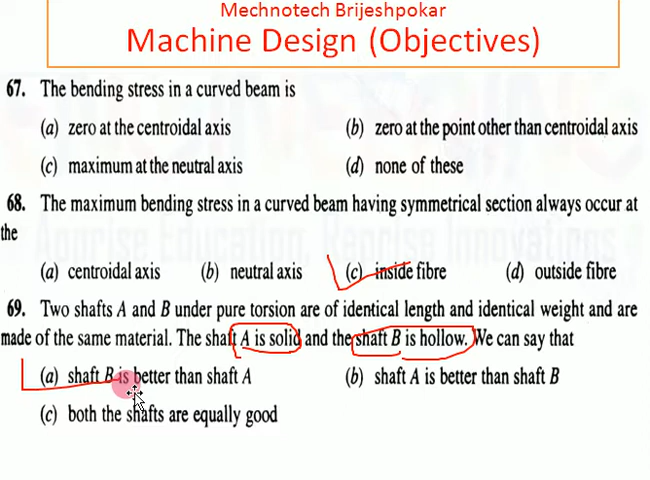 Mechnotech Brijeshpokar
Machine Design (Objectives)
67. The bending stress in a curved beam is
(a) zero at the centroidal axis (b) zero at the point other than centroidal axis
(c) maximum at the neutral axis (d) none of these
68. The maximum bending stress in a curved beam having symmetrical section always occur at
the
(a) centroidal axis (b) neutral axis (c) inside fibre (d) outside fibre
69. Two shafts A and B under pure torsion are of identical length and identical weight and are
made of the same material. The shaft A is solid and the shaft B is hollow. We can say that
(a) shaft B is better than shaft A (b) shaft A is better than shaft B
(c) both the shafts are equally good